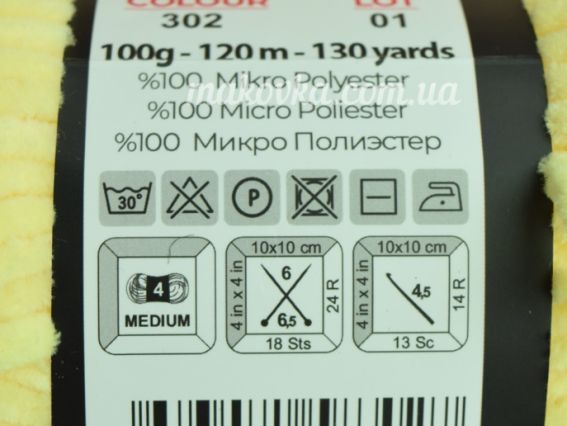 COLOUR LOT
302 01
100g - 120 m - 130 yards
%100 Mikro Polyester
inukovka.com.ua
%100 Micro Poliester
%100 Микро Полиэстер
30° P
4
MEDIUM
10x10 cm
4 in x 4 in
6
6,5
24 R
18 Sts
10x10 cm
4 in x 4 in
4,5
14 R
13 Sc